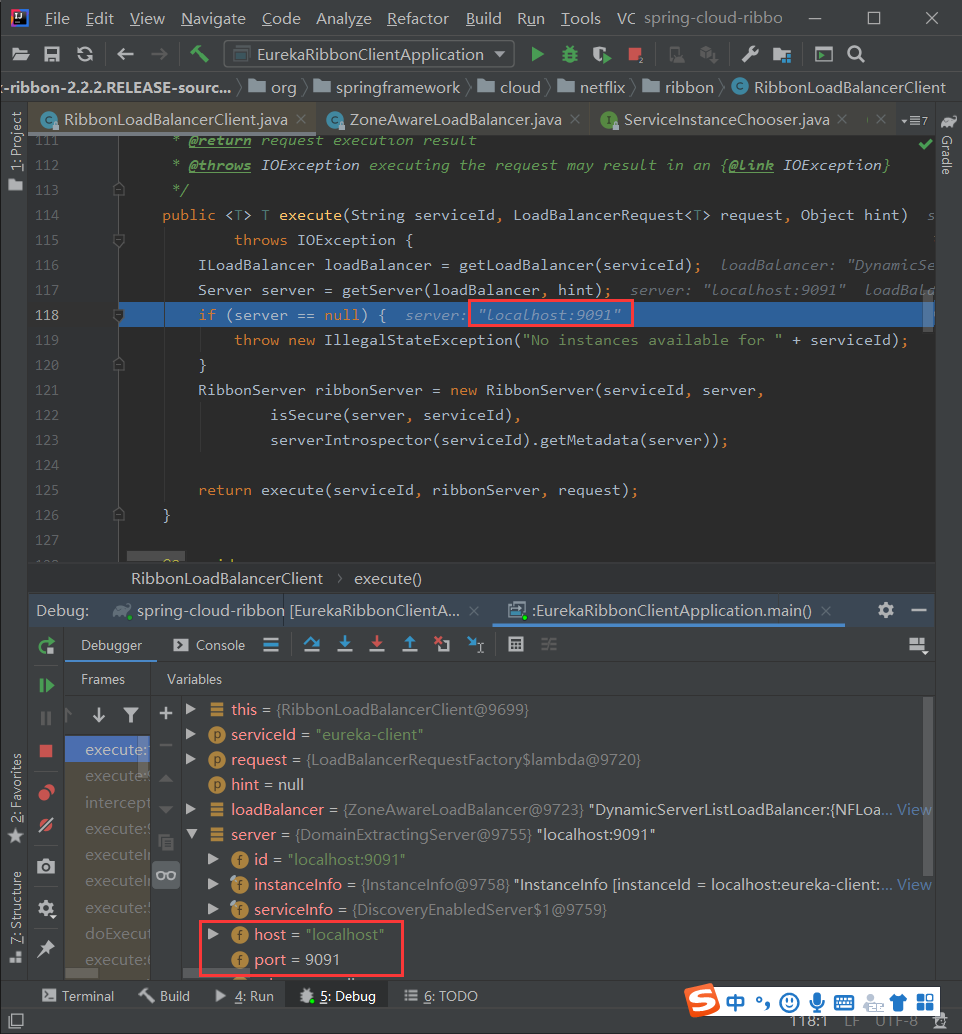 File Edit View Navigate Code Analyze Refactor Build Run Tools VC spring-cloud-ribbo
EurekaRibbonClientApplication
-ribbon-2.2.2.RELEASE-sourc... org springframework cloud netflix ribbon RibbonLoadBalancerClient
RibbonLoadBalancerClient.java ZoneAwareLoadBalancer.java ServiceInstanceChooser.java 7
1: Project
Gradle
111 * @return request execution result
112 * @throws IOException executing the request may result in an {@link IOException}
113 */
114 public <T> T execute(String serviceId, LoadBalancerRequest<T> request, Object hint) s
115 throws IOException {
116 ILoadBalancer loadBalancer = getLoadBalancer(serviceId); loadBalancer: "DynamicSe
117 Server server = getServer(loadBalancer, hint); server: "localhost:9091" loadBala
118 if (server == null) { server: "localhost:9091"
119 throw new IllegalStateException("No instances available for " + serviceId);
120 }
121 RibbonServer ribbonServer = new RibbonServer(serviceId, server,
122 isSecure(server, serviceId),
123 serverIntrospector(serviceId).getMetadata(server));
124
125 return execute(serviceId, ribbonServer, request);
126 }
127
RibbonLoadBalancerClient execute()
Debug: spring-cloud-ribbon [EurekaRibbonClientA... :EurekaRibbonClientApplication.main()
Debugger Console
Frames Variables
this = {RibbonLoadBalancerClient@9699}
serviceId = "eureka-client"
request = {LoadBalancerRequestFactory$lambda@9720}
hint = null
loadBalancer = {ZoneAwareLoadBalancer@9723} "DynamicServerListLoadBalancer:{NFLoa... View
server = {DomainExtractingServer@9755} "localhost:9091"
id = "localhost:9091"
instanceInfo = {InstanceInfo@9758} "InstanceInfo [instanceId = localhost:eureka-client:... View
serviceInfo = {DiscoveryEnabledServer$1@9759}
host = "localhost"
port = 9091
execute:
execute:
intercept
execute:
executeIn
executeIn
execute:
doExecut
execute:
2: Favorites
7: Structure
Terminal Build 4: Run 5: Debug 6: TODO
中
118:1 LF UTF-8